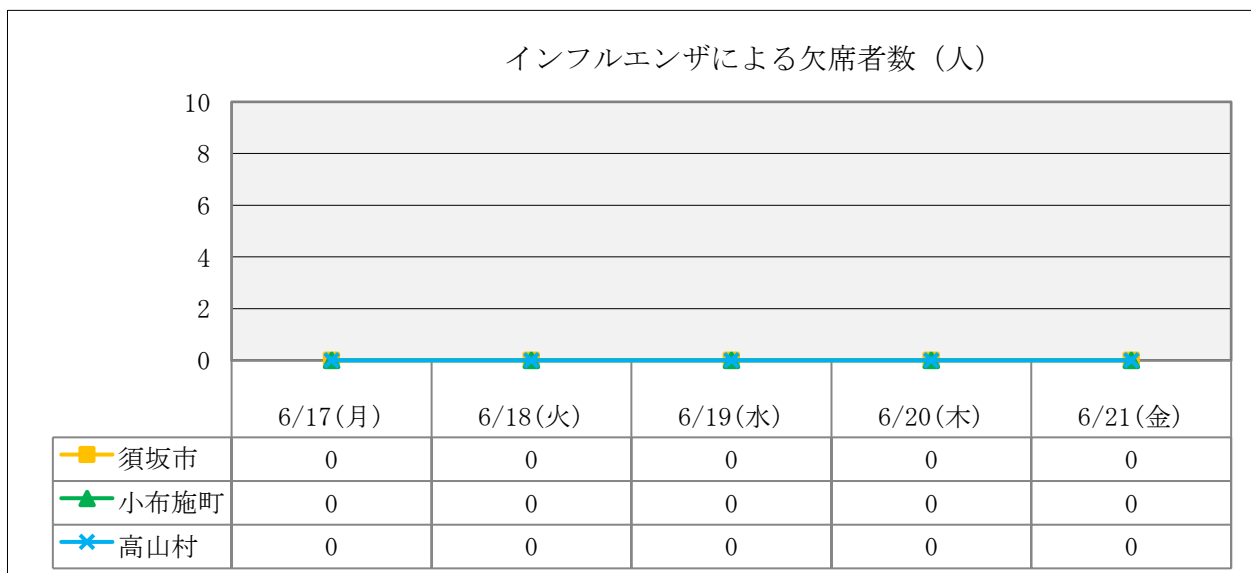 インフルエンザによる欠席者数（人）
10
8
6
4
2
0
6/17(月) 6/18(火) 6/19(水) 6/20(木) 6/21(金)
須坂市 0 0 0 0 0
小布施町 0 0 0 0 0
高山村 0 0 0 0 0